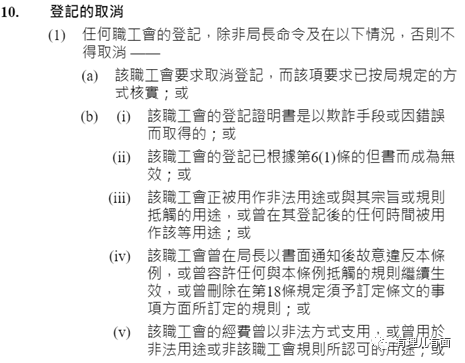 10. 登記的取消
(1) 任何職工會的登記，除非局長命令及在以下情況，否則不
得取消 ——
(a) 該職工會要求取消登記，而該項要求已按局規定的方
式核實；或
(b) (i) 該職工會的登記證明書是以欺詐手段或因錯誤
而取得的；或
(ii) 該職工會的登記已根據第6(1)條的但書而成為無
效；或
(iii) 該職工會正被用作非法用途或與其宗旨或規則
抵觸的用途，或曾在其登記後的任何時間被用
作該等用途；或
(iv) 該職工會曾在局長以書面通知後故意違反本條
例，或曾容許任何與本條例抵觸的規則繼續生
效，或曾刪除在第18條規定須予訂定條文的事
項方面所訂定的規則；或
(v) 該職工會的經費曾以非法方式支用，或曾用於
非法用途或非該職工會規則所認可的用途；或
有理儿有面